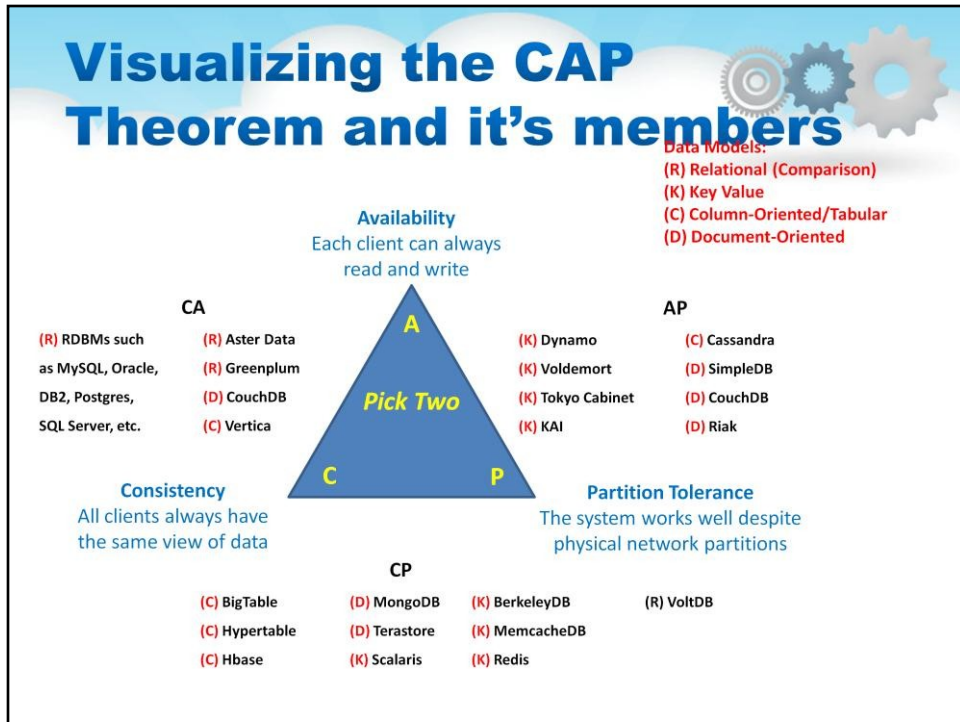 Visualizing the CAP
Theorem and it's members
Data Models:
(R) Relational (Comparison)
(K) Key Value
(C) Column-Oriented/Tabular
(D) Document-Oriented
Availability
Each client can always
read and write
CA
(R) RDBMs such
as MySQL, Oracle,
DB2, Postgres,
SQL Server, etc.
(R) Aster Data
(R) Greenplum
(D) CouchDB
(C) Vertica
A
Pick Two
C
P
AP
(K) Dynamo
(K) Voldemort
(K) Tokyo Cabinet
(K) KAI
(C) Cassandra
(D) SimpleDB
(D) CouchDB
(D) Riak
Consistency
All clients always have
the same view of data
Partition Tolerance
The system works well despite
physical network partitions
CP
(C) BigTable
(C) Hypertable
(C) Hbase
(D) MongoDB
(D) Terastore
(K) Scalaris
(K) BerkeleyDB
(K) MemcacheDB
(K) Redis
(R) VoltDB